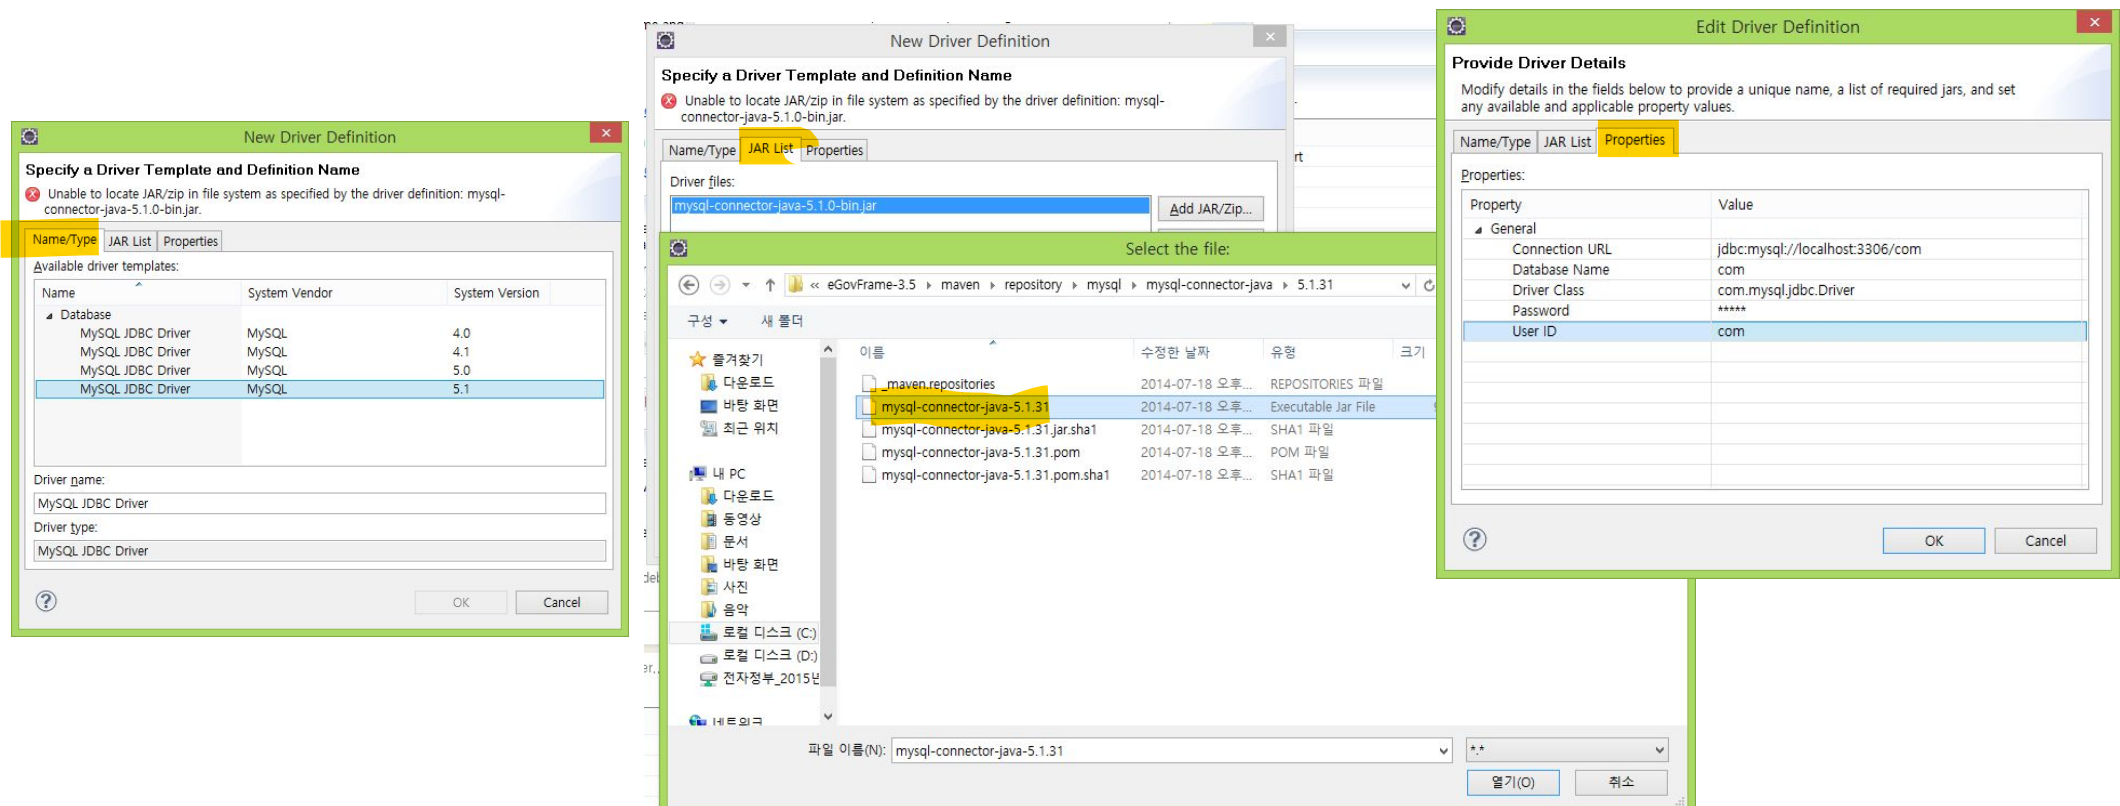 New Driver Definition
Specify a Driver Template and Definition Name
Unable to locate JAR/zip in file system as specified by the driver definition: mysql-
connector-java-5.1.0-bin.jar.
Name/Type JAR List Properties
Available driver templates:
Name System Vendor System Version
Database
MySQL JDBC Driver MySQL 4.0
MySQL JDBC Driver MySQL 4.1
MySQL JDBC Driver MySQL 5.0
MySQL JDBC Driver MySQL 5.1
Driver name:
MySQL JDBC Driver
Driver type:
MySQL JDBC Driver
OK Cancel
New Driver Definition
Specify a Driver Template and Definition Name
Unable to locate JAR/zip in file system as specified by the driver definition: mysql-
connector-java-5.1.0-bin.jar.
Name/Type JAR List Properties
Driver files:
mysql-connector-java-5.1.0-bin.jar
Add JAR/Zip...
Select the file:
« eGovFrame-3.5 maven repository mysql mysql-connector-java 5.1.31
구성 새 폴더
즐겨찾기
다운로드
바탕 화면
최근 위치
내 PC
다운로드
동영상
문서
바탕 화면
사진
음악
로컬 디스크 (C:)
로컬 디스크 (D:)
전자정부_2015년
네트워크
이름 수정한 날짜 유형 크기
_maven.repositories 2014-07-18 오후... REPOSITORIES 파일
mysql-connector-java-5.1.31 2014-07-18 오후... Executable Jar File
mysql-connector-java-5.1.31.jar.sha1 2014-07-18 오후... SHA1 파일
mysql-connector-java-5.1.31.pom 2014-07-18 오후... POM 파일
mysql-connector-java-5.1.31.pom.sha1 2014-07-18 오후... SHA1 파일
파일 이름(N): mysql-connector-java-5.1.31 *.*
열기(O) 취소
Edit Driver Definition
Provide Driver Details
Modify details in the fields below to provide a unique name, a list of required jars, and set
any available and applicable property values.
Name/Type JAR List Properties
Properties:
Property Value
General
Connection URL jdbc:mysql://localhost:3306/com
Database Name com
Driver Class com.mysql.jdbc.Driver
Password *****
User ID com
OK Cancel